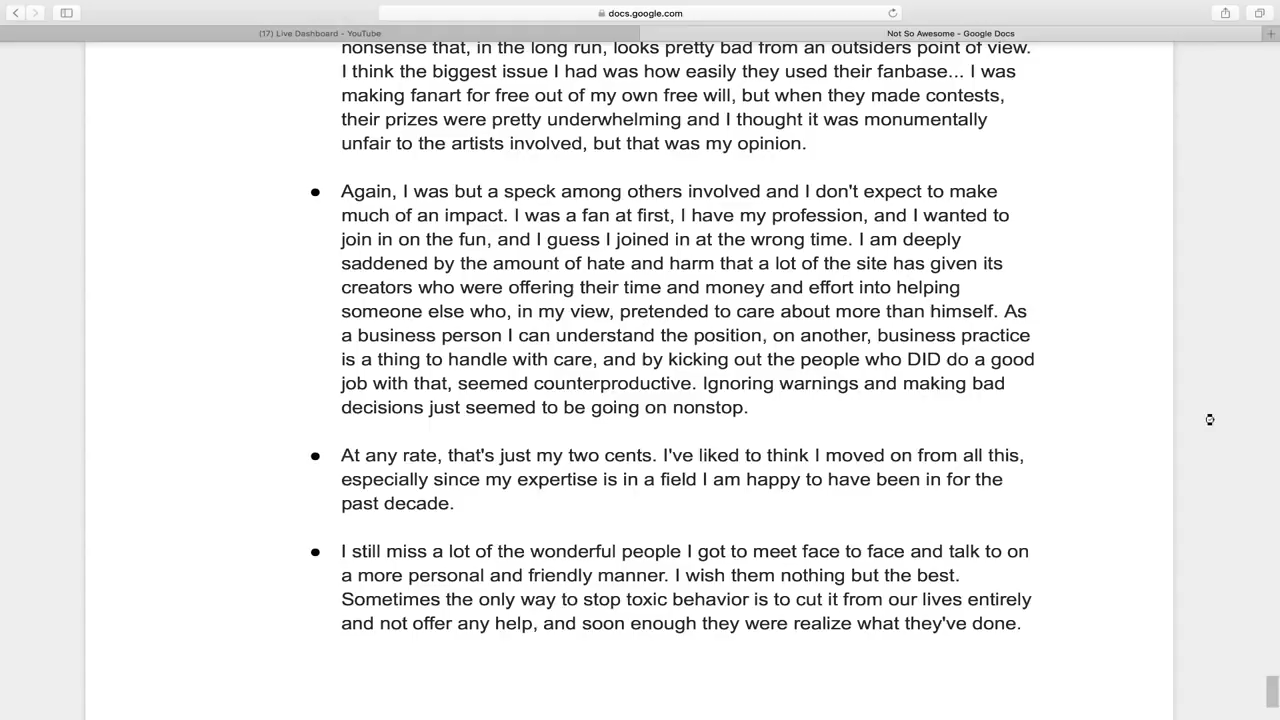 docs.google.com
(17) Live Dashboard - YouTube
Not So Awesome - Google Docs
nonsense that, in the long run, looks pretty bad from an outsiders point of view.
I think the biggest issue I had was how easily they used their fanbase... I was
making fanart for free out of my own free will, but when they made contests,
their prizes were pretty underwhelming and I thought it was monumentally
unfair to the artists involved, but that was my opinion.
● Again, I was but a speck among others involved and I don't expect to make
much of an impact. I was a fan at first, I have my profession, and I wanted to
join in on the fun, and I guess I joined in at the wrong time. I am deeply
saddened by the amount of hate and harm that a lot of the site has given its
creators who were offering their time and money and effort into helping
someone else who, in my view, pretended to care about more than himself. As
a business person I can understand the position, on another, business practice
is a thing to handle with care, and by kicking out the people who DID do a good
job with that, seemed counterproductive. Ignoring warnings and making bad
decisions just seemed to be going on nonstop.
● At any rate, that's just my two cents. I've liked to think I moved on from all this,
especially since my expertise is in a field I am happy to have been in for the
past decade.
● I still miss a lot of the wonderful people I got to meet face to face and talk to on
a more personal and friendly manner. I wish them nothing but the best.
Sometimes the only way to stop toxic behavior is to cut it from our lives entirely
and not offer any help, and soon enough they were realize what they've done.